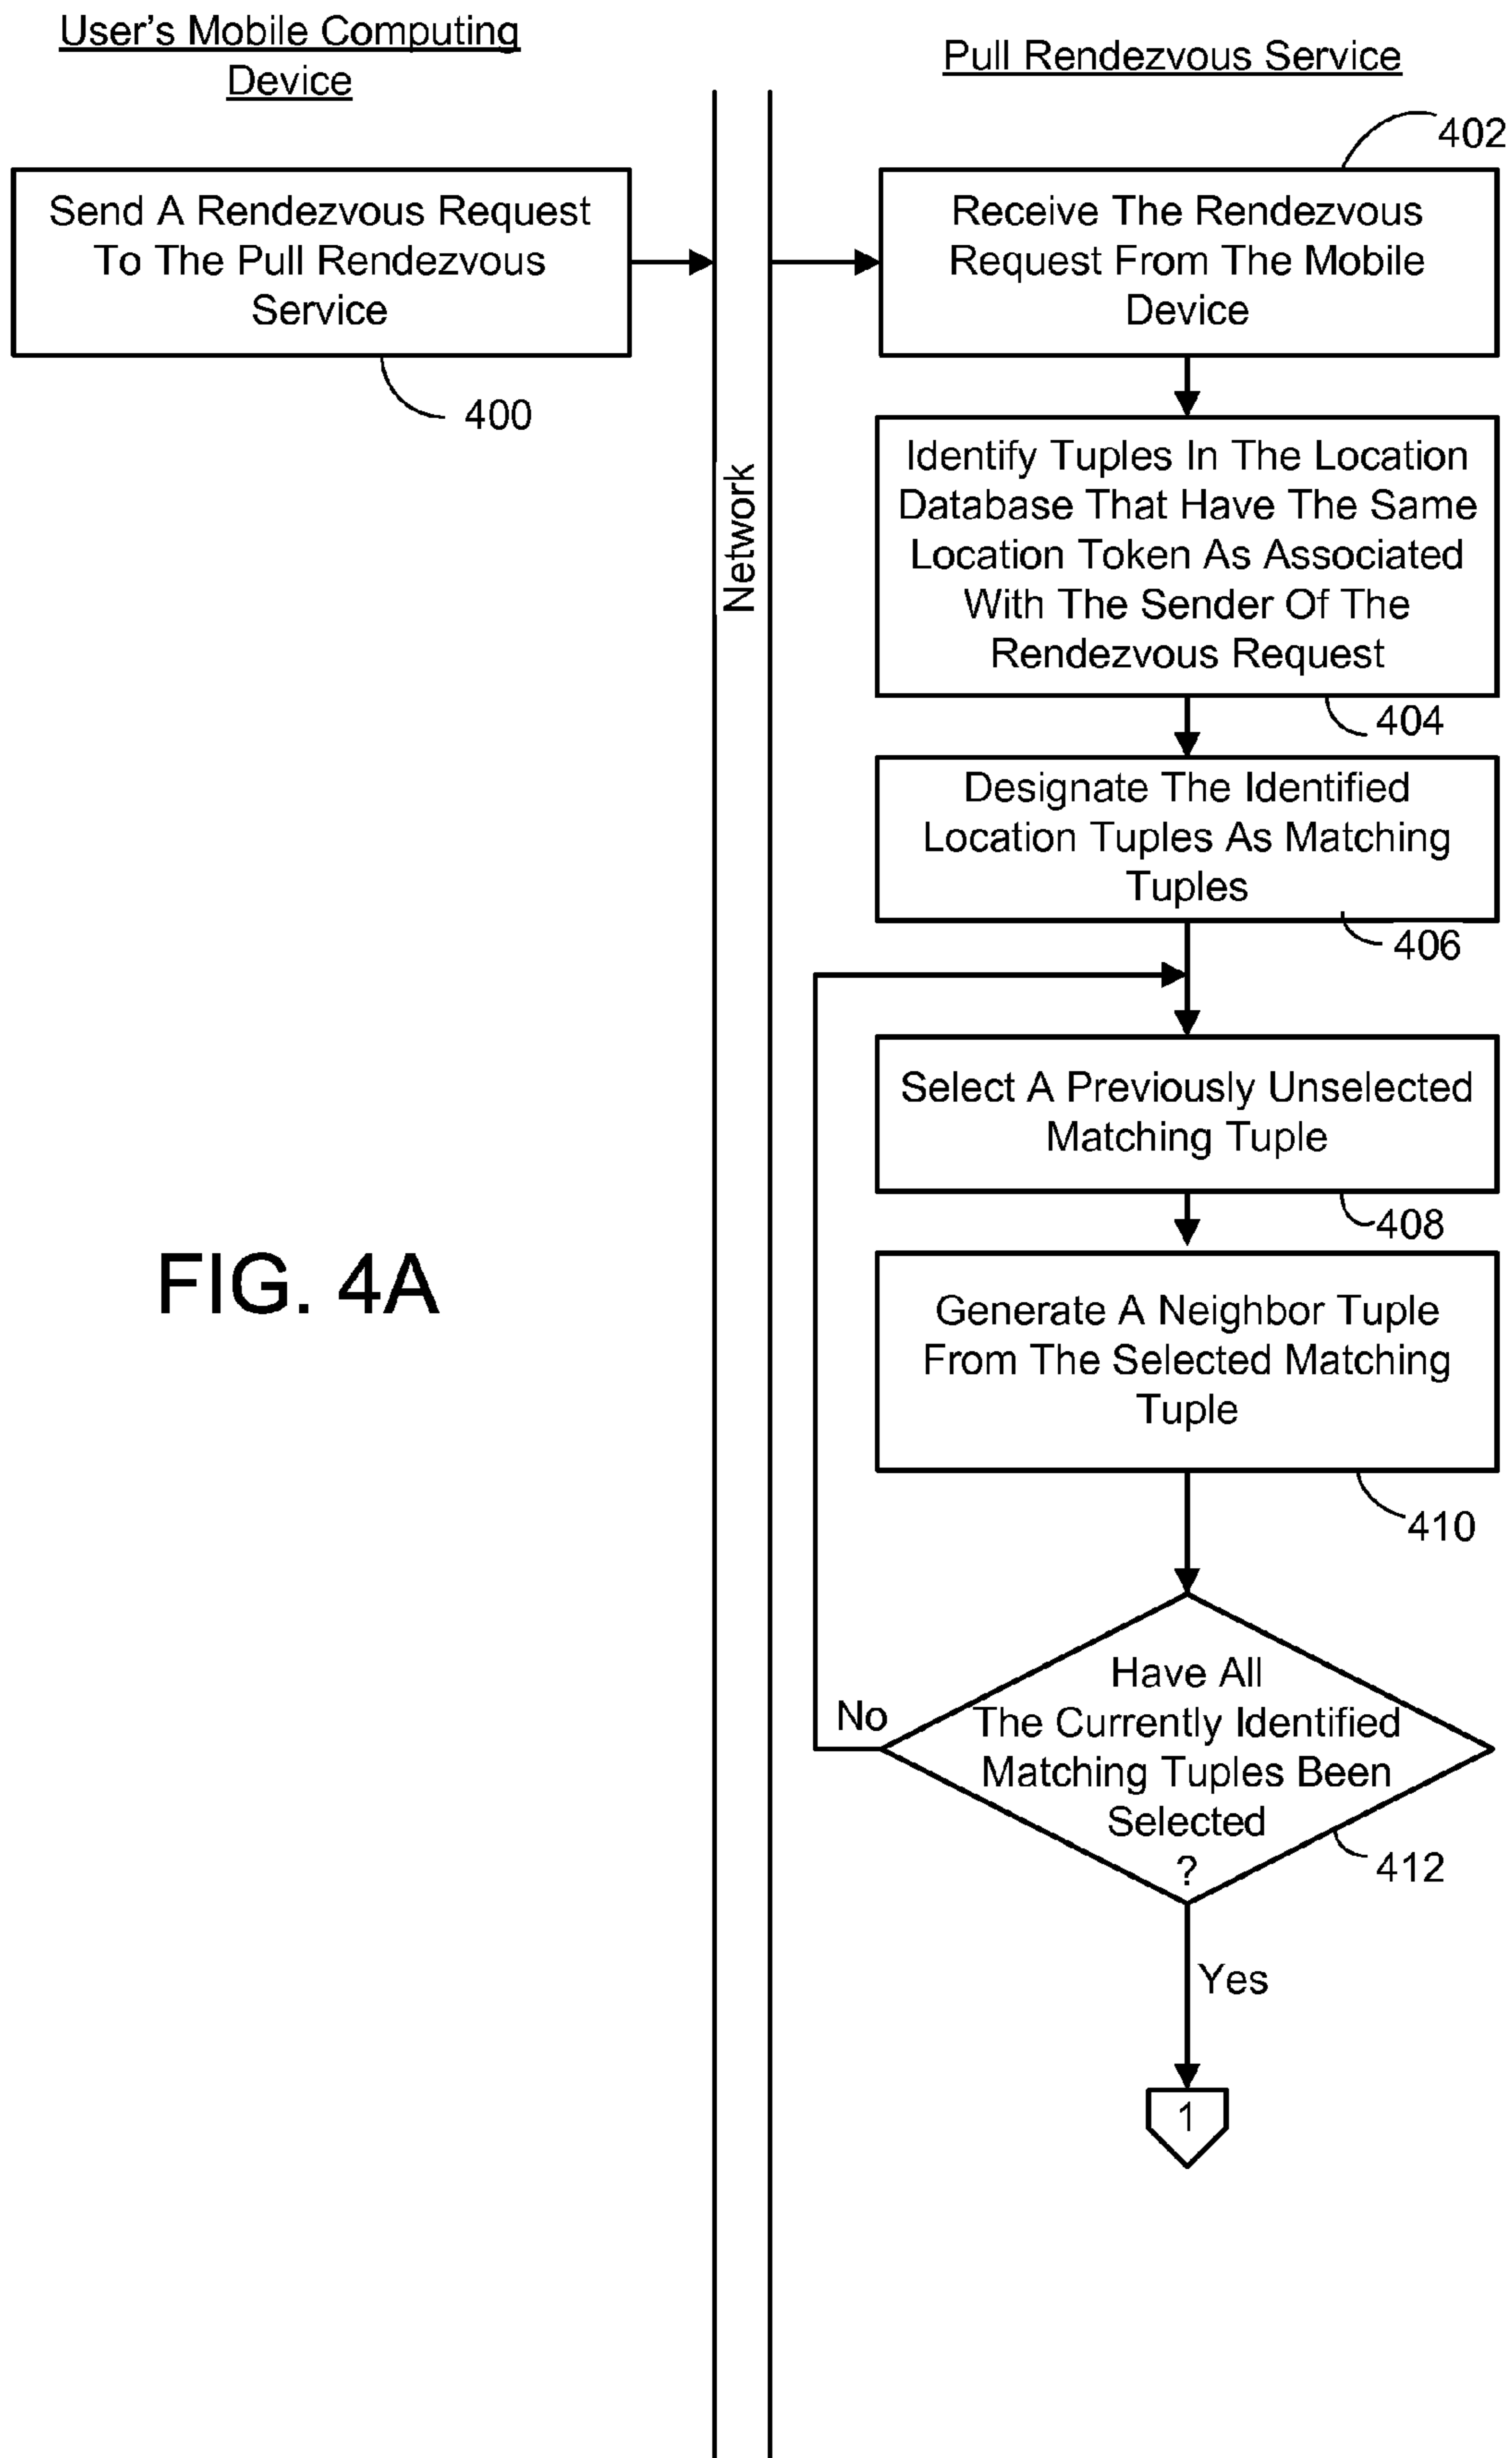 User's Mobile Computing
Device
Pull Rendezvous Service
402
Send A Rendezvous Request
To The Pull Rendezvous
Service
400
Network
Receive The Rendezvous
Request From The Mobile
Device
Identify Tuples In The Location
Database That Have The Same
Location Token As Associated
With The Sender Of The
Rendezvous Request
404
Designate The Identified
Location Tuples As Matching
Tuples
406
Select A Previously Unselected
Matching Tuple
408
FIG. 4A
Generate A Neighbor Tuple
From The Selected Matching
Tuple
410
Have All
The Currently Identified
Matching Tuples Been
Selected
?
No
412
Yes
1